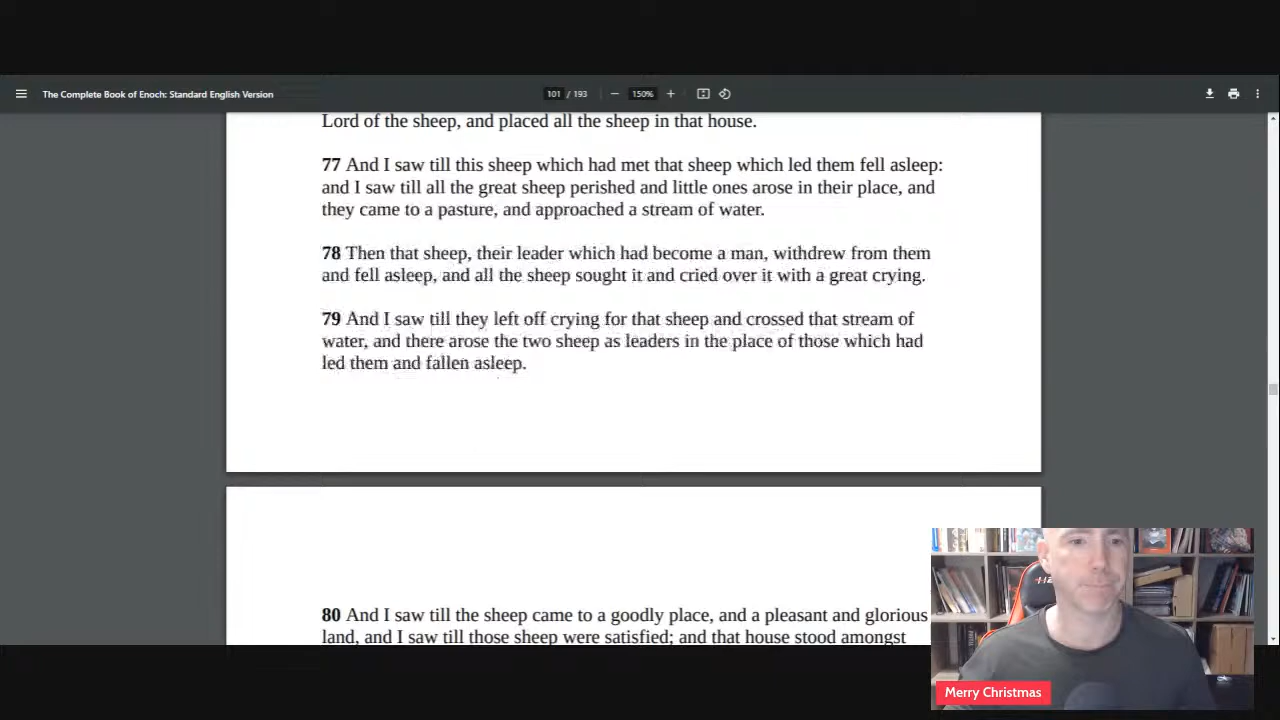 The Complete Book of Enoch: Standard English Version
101 / 193
150%
Lord of the sheep, and placed all the sheep in that house.
77 And I saw till this sheep which had met that sheep which led them fell asleep:
and I saw till all the great sheep perished and little ones arose in their place, and
they came to a pasture, and approached a stream of water.
78 Then that sheep, their leader which had become a man, withdrew from them
and fell asleep, and all the sheep sought it and cried over it with a great crying.
79 And I saw till they left off crying for that sheep and crossed that stream of
water, and there arose the two sheep as leaders in the place of those which had
led them and fallen asleep.
80 And I saw till the sheep came to a goodly place, and a pleasant and glorious
land, and I saw till those sheep were satisfied; and that house stood amongst
Merry Christmas